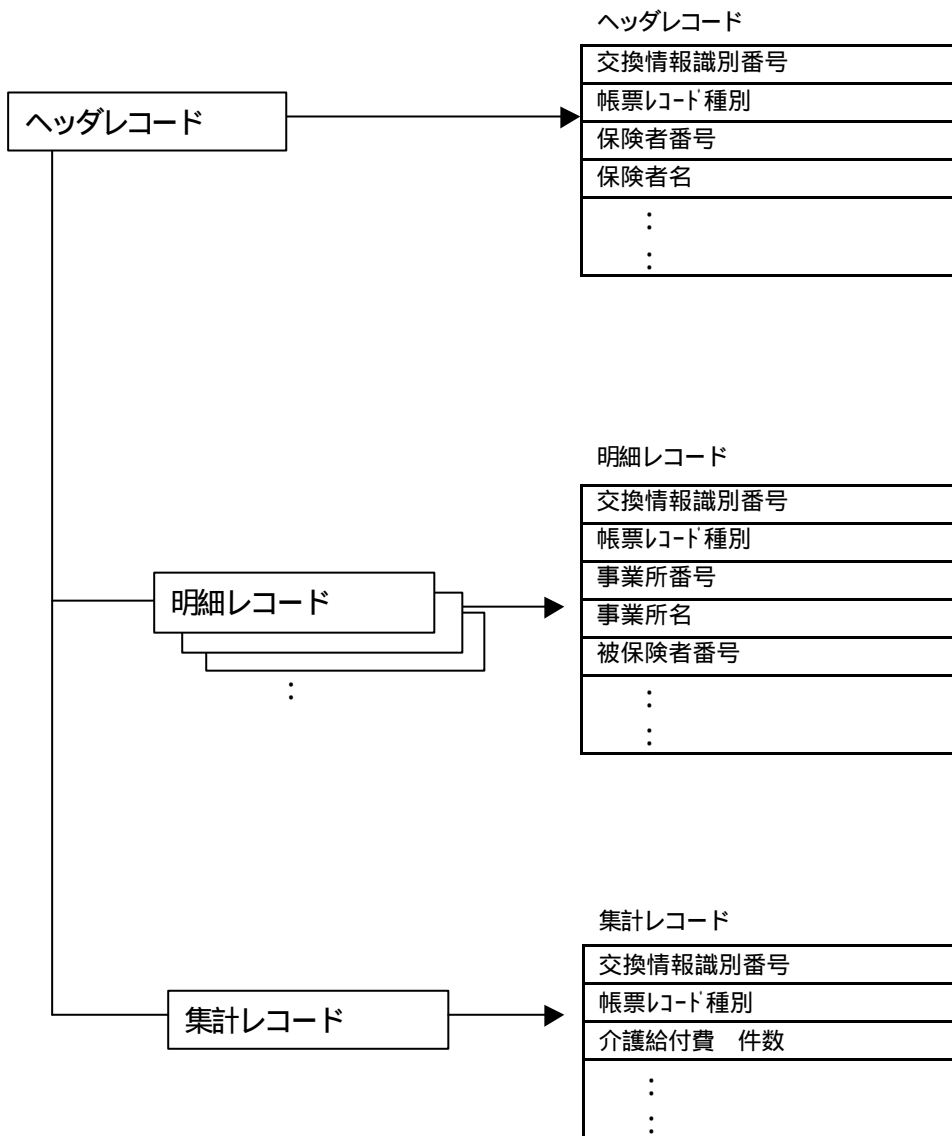 ヘッダレコード
ヘッダレコード
交換情報識別番号
帳票ﾚｺｰﾄﾞ種別
保険者番号
保険者名
：
：
明細レコード
明細レコード
：
交換情報識別番号
帳票ﾚｺｰﾄﾞ種別
事業所番号
事業所名
被保険者番号
：
：
集計レコード
集計レコード
交換情報識別番号
帳票ﾚｺｰﾄﾞ種別
介護給付費　件数
：
：